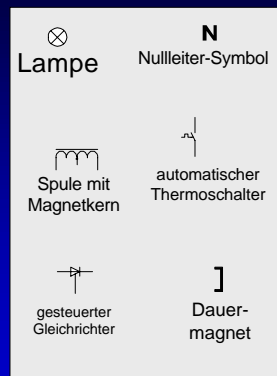 N
Lampe
Nullleiter-Symbol
Spule mit
Magnetkern
automatischer
Thermoschalter
gesteuerter
Gleichrichter
Dauer-
magnet